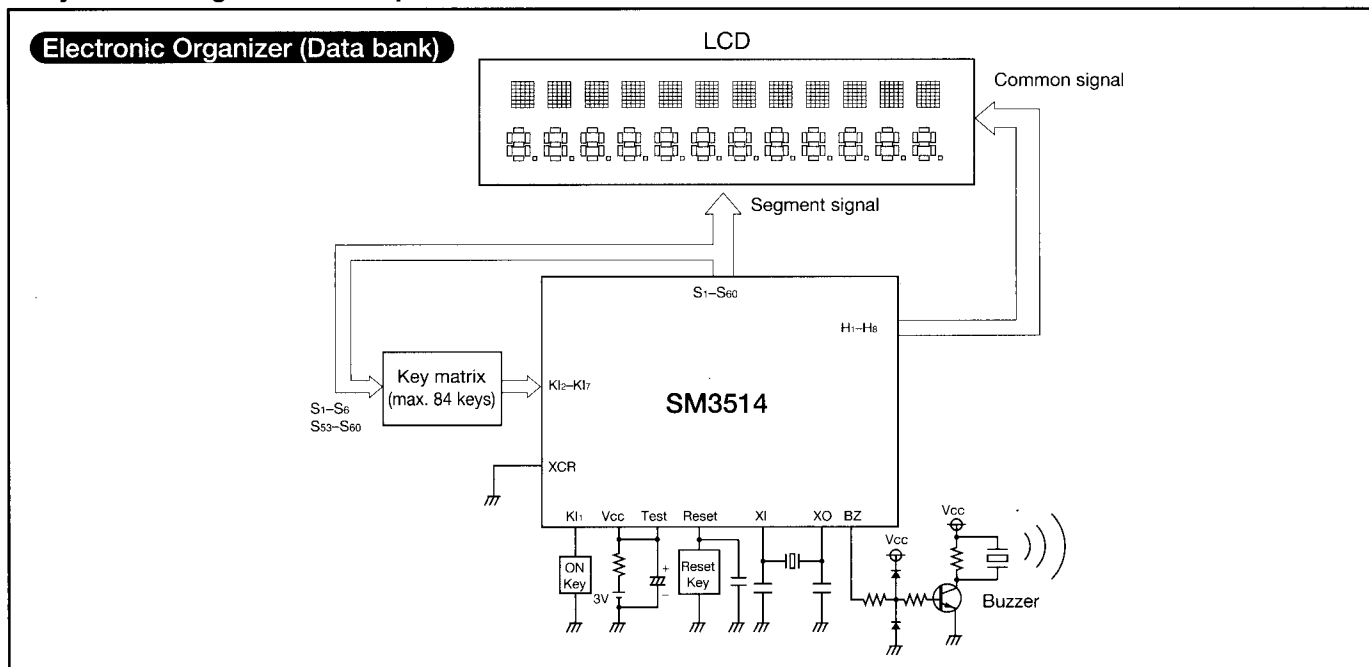 Electronic Organizer (Data bank)
LCD
Common signal
Segment signal
S1–S60
H1–H8
Key matrix
(max. 84 keys)
KI2–KI7
S1–S6
S53–S60
SM3514
XCR
KI1 Vcc Test Reset XI XO BZ
Vcc
Vcc
ON
Key
+
–
3V
Reset
Key
Buzzer